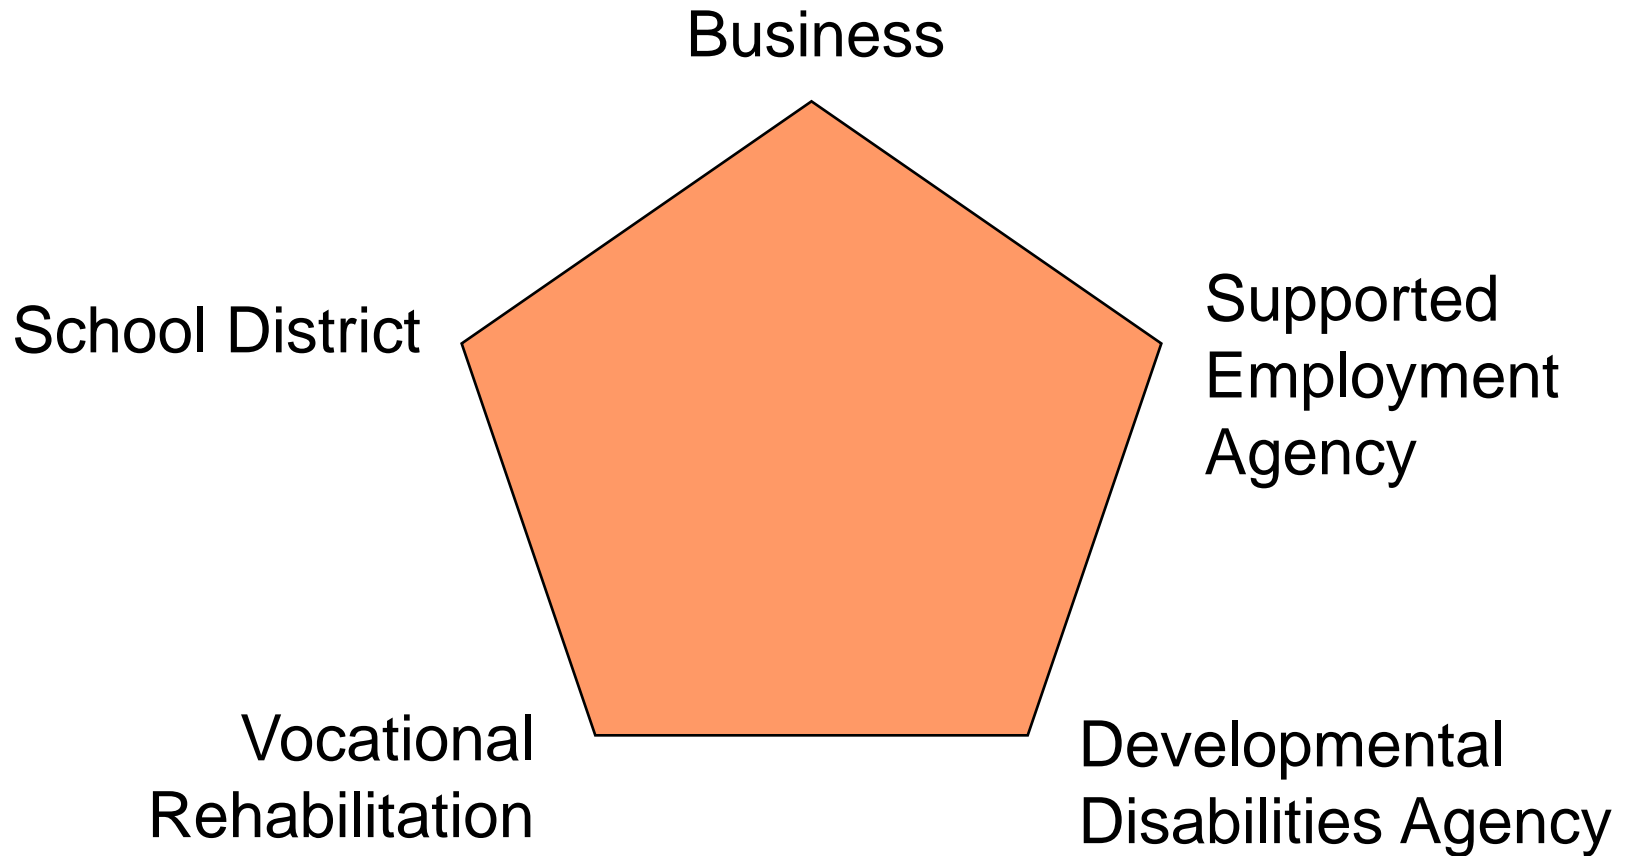 Business
School District
Supported
Employment
Agency
Vocational
Rehabilitation
Developmental
Disabilities Agency